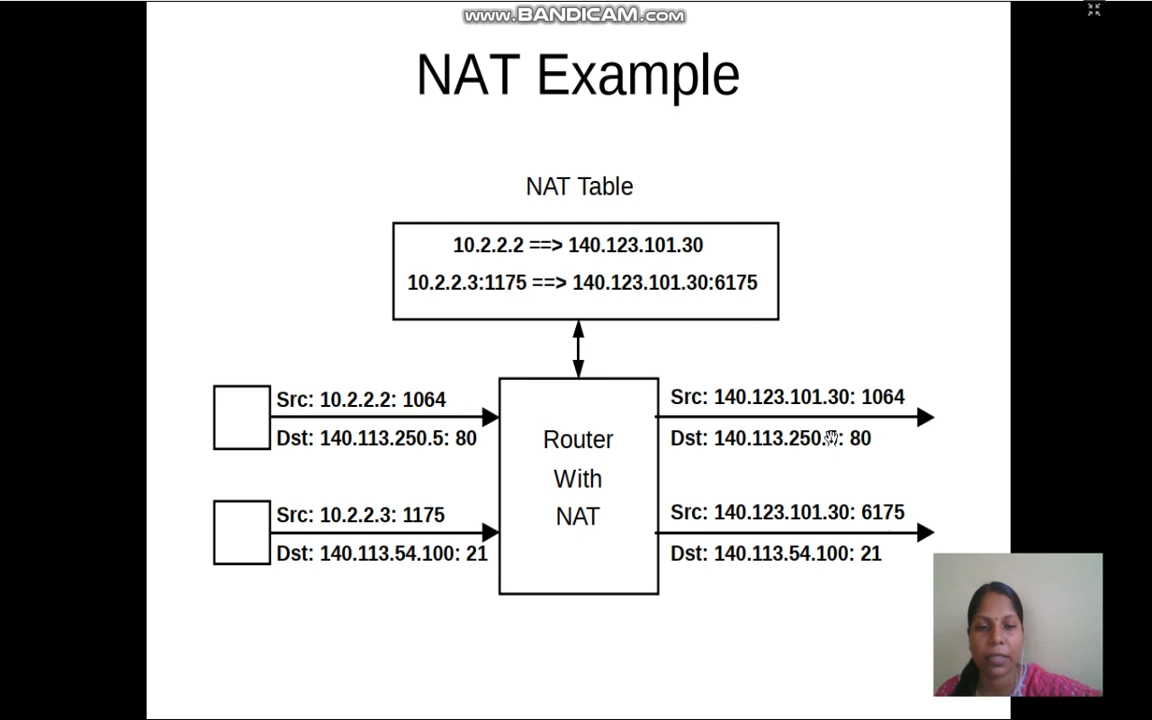 www.BANDICAM.com
NAT Example
NAT Table
10.2.2.2 ==> 140.123.101.30
10.2.2.3:1175 ==> 140.123.101.30:6175
Src: 10.2.2.2: 1064
Dst: 140.113.250.5: 80
Src: 140.123.101.30: 1064
Dst: 140.113.250. : 80
Router
With
NAT
Src: 10.2.2.3: 1175
Dst: 140.113.54.100: 21
Src: 140.123.101.30: 6175
Dst: 140.113.54.100: 21